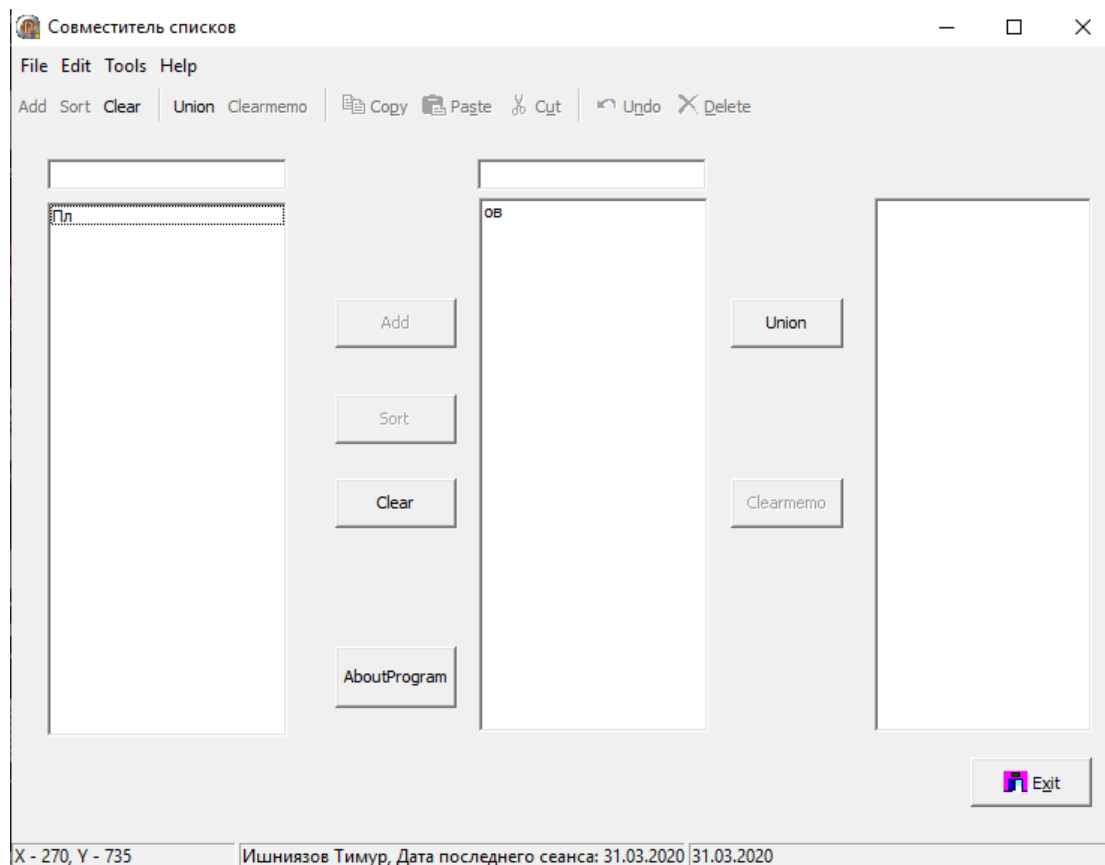 Совместитель списков
File Edit Tools Help
Add Sort Clear Union Clearmemo Copy Paste Cut Undo Delete
Пл
ов
Add
Union
Sort
Clear
Clearmemo
AboutProgram
Exit
X - 270, Y - 735 Ишниязов Тимур, Дата последнего сеанса: 31.03.2020 31.03.2020